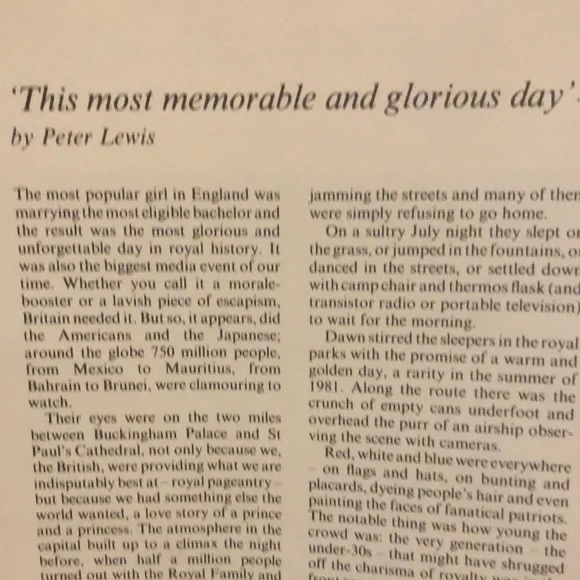 'This most memorable and glorious day'
by Peter Lewis
The most popular girl in England was
marrying the most eligible bachelor and
the result was the most glorious and
unforgettable day in royal history. It
was also the biggest media event of our
time. Whether you call it a morale-
booster or a lavish piece of escapism,
Britain needed it. But so, it appears, did
the Americans and the Japanese;
around the globe 750 million people,
from Mexico to Mauritius, from
Bahrain to Brunei, were clamouring to
watch.
Their eyes were on the two miles
between Buckingham Palace and St
Paul's Cathedral, not only because we,
the British, were providing what we are
indisputably best at – royal pageantry –
but because we had something else the
world wanted, a love story of a prince
and a princess. The atmosphere in the
capital built up to a climax the night
before, when half a million people
turned out with the Royal Family and
jamming the streets and many of them
were simply refusing to go home.
On a sultry July night they slept on
the grass, or jumped in the fountains, or
danced in the streets, or settled down
with camp chair and thermos flask (and
transistor radio or portable television)
to wait for the morning.
Dawn stirred the sleepers in the royal
parks with the promise of a warm and
golden day, a rarity in the summer of
1981. Along the route there was the
crunch of empty cans underfoot and
overhead the purr of an airship obser-
ving the scene with cameras.
Red, white and blue were everywhere
– on flags and hats, on bunting and
placards, dyeing people's hair and even
painting the faces of fanatical patriots.
The notable thing was how young the
crowd was: the very generation – the
under-30s – that might have shrugged
off the charisma of royalty